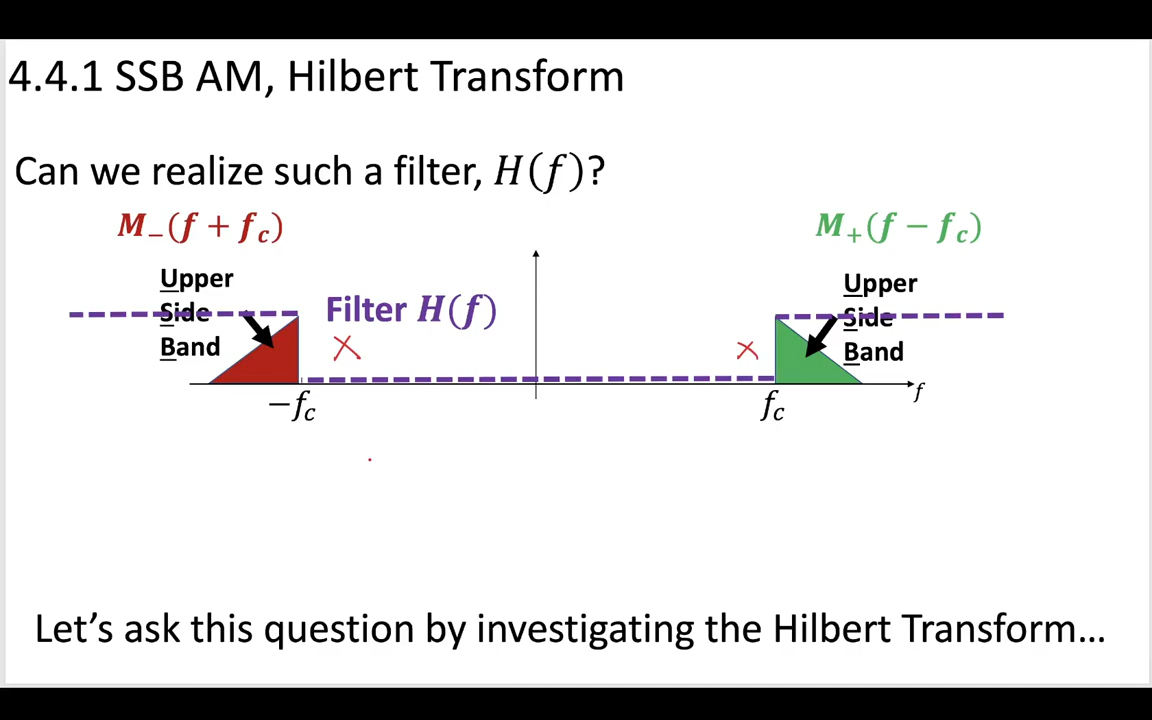 4.4.1 SSB AM, Hilbert Transform
Can we realize such a filter, H(f)?
M₋(f + f_c)
M₊(f − f_c)
Upper
Side
Band
Filter H(f)
Upper
Side
Band
−f_c
f_c
f
Let’s ask this question by investigating the Hilbert Transform…